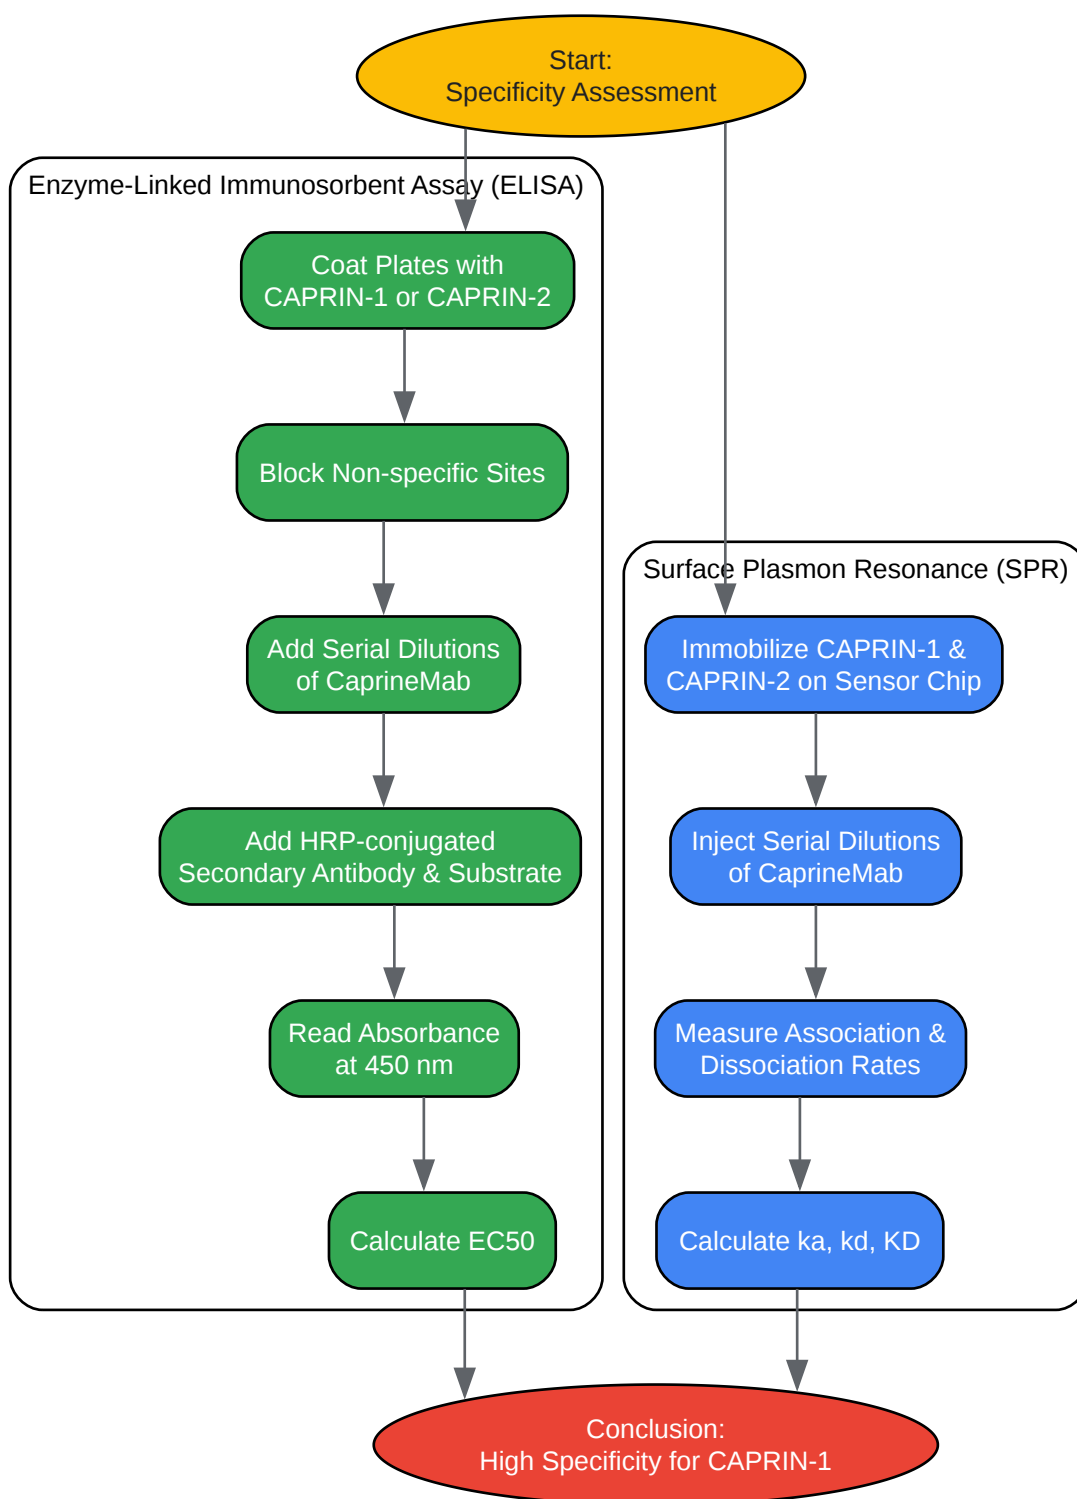 Start:
Specificity Assessment
Enzyme-Linked Immunosorbent Assay (ELISA)
Coat Plates with
CAPRIN-1 or CAPRIN-2
Block Non-specific Sites
Add Serial Dilutions
of CaprineMab
Add HRP-conjugated
Secondary Antibody & Substrate
Read Absorbance
at 450 nm
Calculate EC50
Surface Plasmon Resonance (SPR)
Immobilize CAPRIN-1 &
CAPRIN-2 on Sensor Chip
Inject Serial Dilutions
of CaprineMab
Measure Association &
Dissociation Rates
Calculate ka, kd, KD
Conclusion:
High Specificity for CAPRIN-1